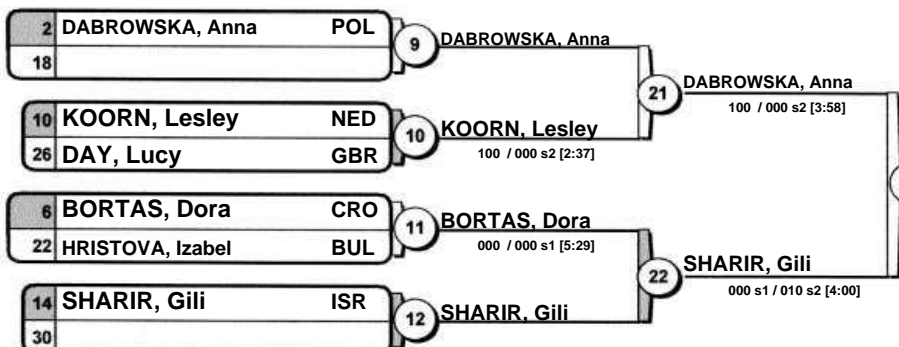 2 DABROWSKA, Anna POL
18
9
DABROWSKA, Anna
21
DABROWSKA, Anna
100 / 000 s2 [3:58]
10 KOORN, Lesley NED
26 DAY, Lucy GBR
10
KOORN, Lesley
100 / 000 s2 [2:37]
6 BORTAS, Dora CRO
22 HRISTOVA, Izabel BUL
11
BORTAS, Dora
000 / 000 s1 [5:29]
22
SHARIR, Gili
000 s1 / 010 s2 [4:00]
14 SHARIR, Gili ISR
30
12
SHARIR, Gili